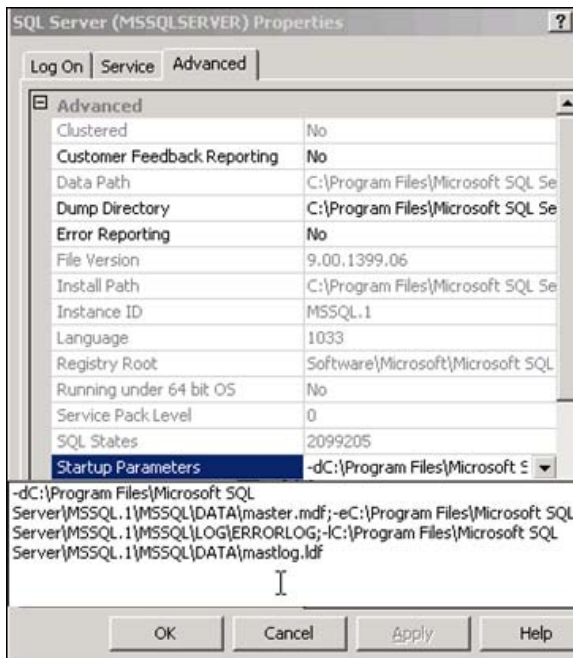 SQL Server (MSSQLSERVER) Properties ?
Log On Service Advanced
Advanced
Clustered No
Customer Feedback Reporting No
Data Path C:\Program Files\Microsoft SQL Se
Dump Directory C:\Program Files\Microsoft SQL Se
Error Reporting No
File Version 9.00.1399.06
Install Path C:\Program Files\Microsoft SQL Se
Instance ID MSSQL.1
Language 1033
Registry Root Software\Microsoft\Microsoft SQL
Running under 64 bit OS No
Service Pack Level 0
SQL States 2099205
Startup Parameters -dC:\Program Files\Microsoft S
-dC:\Program Files\Microsoft SQL
Server\MSSQL.1\MSSQL\DATA\master.mdf;-eC:\Program Files\Microsoft SQL
Server\MSSQL.1\MSSQL\LOG\ERRORLOG;-lC:\Program Files\Microsoft SQL
Server\MSSQL.1\MSSQL\DATA\mastlog.ldf
OK Cancel Apply Help